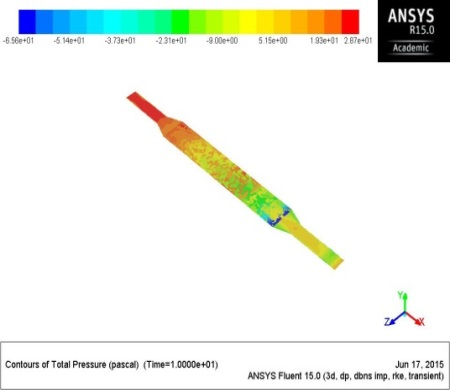 ANSYS
R15.0
Academic
-6.56e+01 -5.14e+01 -3.73e+01 -2.31e+01 -9.00e+00 5.15e+00 1.93e+01 2.87e+01
Y
Z X
Contours of Total Pressure (pascal) (Time=1.0000e+01) Jun 17, 2015
ANSYS Fluent 15.0 (3d, dp, dbns imp, rke, transient)